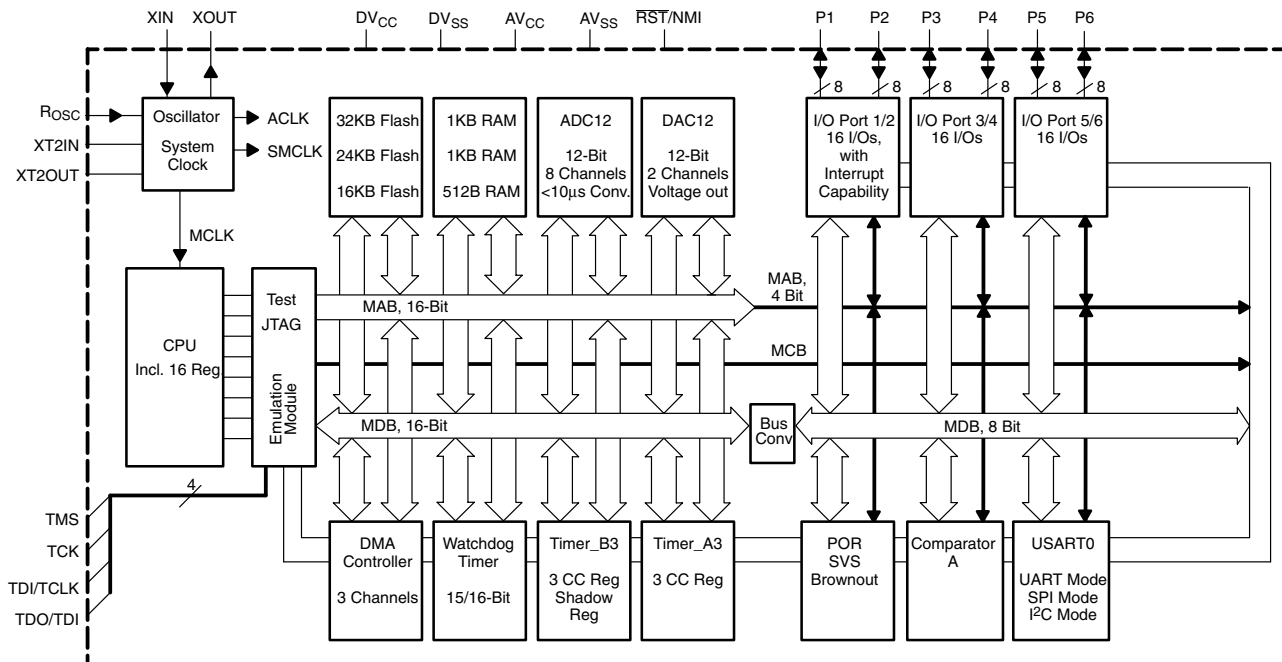 XIN
XOUT
DVCC
DVSS
AVCC
AVSS
RST/NMI
P1
P2
P3
P4
P5
P6
8
8
8
8
8
8
ROSC
XT2IN
XT2OUT
Oscillator
System
Clock
ACLK
SMCLK
MCLK
32KB Flash
24KB Flash
16KB Flash
1KB RAM
1KB RAM
512B RAM
ADC12
12-Bit
8 Channels
<10μs Conv.
DAC12
12-Bit
2 Channels
Voltage out
I/O Port 1/2
16 I/Os,
with
Interrupt
Capability
I/O Port 3/4
16 I/Os
I/O Port 5/6
16 I/Os
CPU
Incl. 16 Reg.
Test
JTAG
Emulation
Module
MAB, 16-Bit
MAB,
4 Bit
MCB
MDB, 16-Bit
Bus
Conv
MDB, 8 Bit
4
TMS
TCK
TDI/TCLK
TDO/TDI
DMA
Controller
3 Channels
Watchdog
Timer
15/16-Bit
Timer_B3
3 CC Reg
Shadow
Reg
Timer_A3
3 CC Reg
POR
SVS
Brownout
Comparator
A
USART0
UART Mode
SPI Mode
I²C Mode